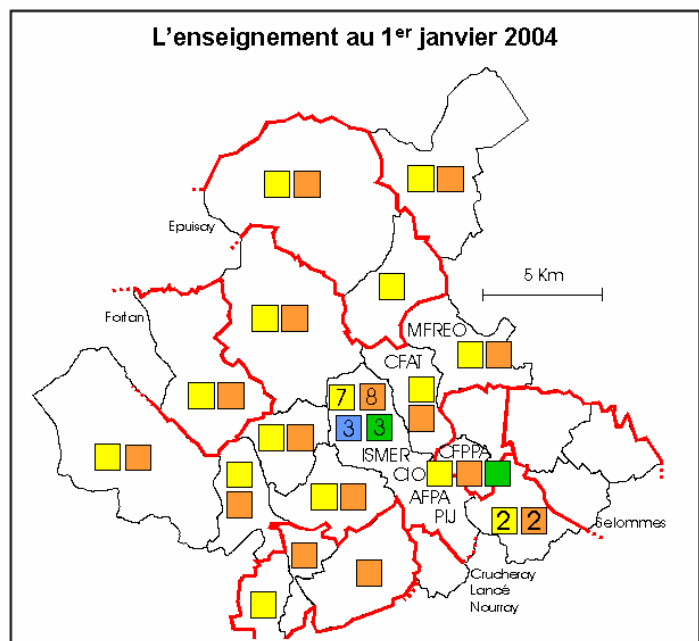 L'enseignement au 1er janvier 2004
Epuisay
5 Km
Fortan
MFREO
CFAT
7 8
3 3
ISMER
CFPPA
CIO
AFPA
PIJ
2 2
Selommes
Crucheray
Lancé
Nourray